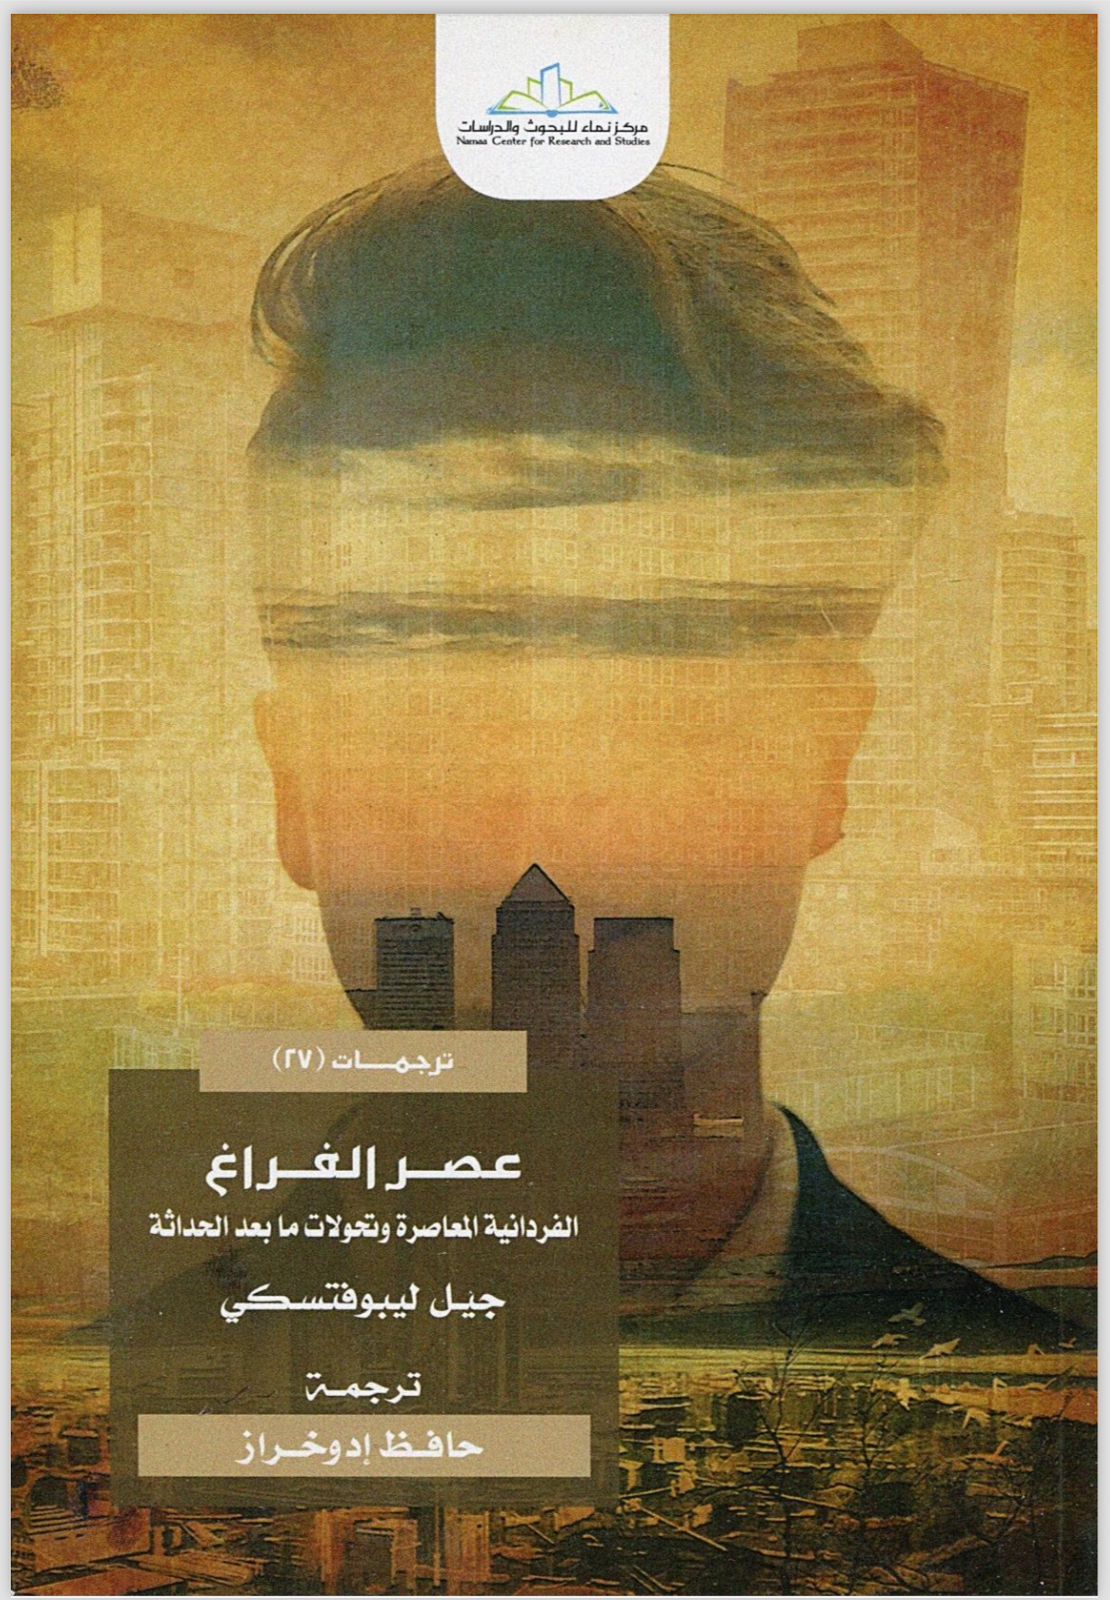 مركز نماء للبحوث والدراسات
Namaa Center for Research and Studies
ترجمات (٢٧)
عصر الفراغ
الفردانية المعاصرة وتحولات ما بعد الحداثة
جيل ليبوفتسكي
ترجمة
حافظ إدوخراز